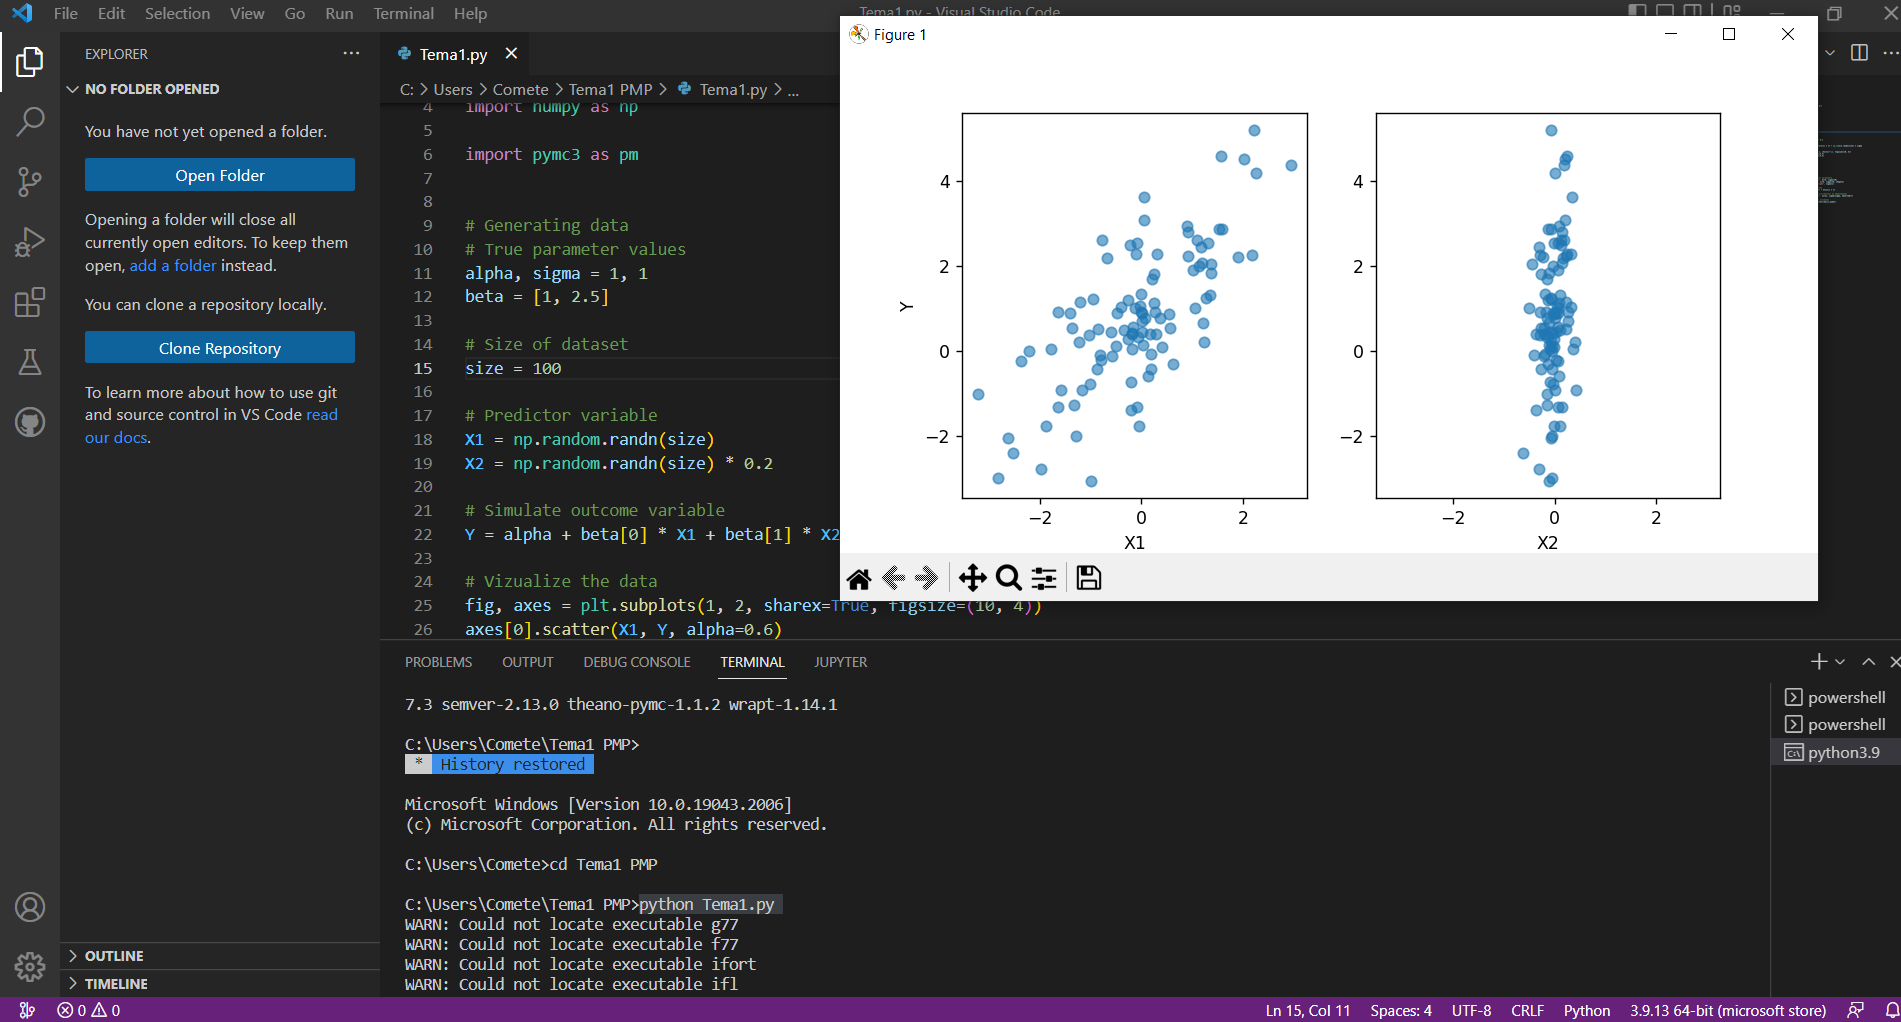 File Edit Selection View Go Run Terminal Help
Tema1.py - Visual Studio Code
EXPLORER
NO FOLDER OPENED
You have not yet opened a folder.
Open Folder
Opening a folder will close all
currently open editors. To keep them
open, add a folder instead.
You can clone a repository locally.
Clone Repository
To learn more about how to use git
and source control in VS Code read
our docs.
OUTLINE
TIMELINE
Tema1.py
C: > Users > Comete > Tema1 PMP > Tema1.py > ...
4 import numpy as np
5
6 import pymc3 as pm
7
8
9 # Generating data
10 # True parameter values
11 alpha, sigma = 1, 1
12 beta = [1, 2.5]
13
14 # Size of dataset
15 size = 100
16
17 # Predictor variable
18 X1 = np.random.randn(size)
19 X2 = np.random.randn(size) * 0.2
20
21 # Simulate outcome variable
22 Y = alpha + beta[0] * X1 + beta[1] * X2
23
24 # Vizualize the data
25 fig, axes = plt.subplots(1, 2, sharex=True, figsize=(10, 4))
26 axes[0].scatter(X1, Y, alpha=0.6)
Figure 1
4
2
0
−2
Y
−2 0 2
X1
4
2
0
−2
−2 0 2
X2
PROBLEMS OUTPUT DEBUG CONSOLE TERMINAL JUPYTER
7.3 semver-2.13.0 theano-pymc-1.1.2 wrapt-1.14.1
C:\Users\Comete\Tema1 PMP>
* History restored
Microsoft Windows [Version 10.0.19043.2006]
(c) Microsoft Corporation. All rights reserved.
C:\Users\Comete>cd Tema1 PMP
C:\Users\Comete\Tema1 PMP>python Tema1.py
WARN: Could not locate executable g77
WARN: Could not locate executable f77
WARN: Could not locate executable ifort
WARN: Could not locate executable ifl
powershell
powershell
python3.9
0 0
Ln 15, Col 11 Spaces: 4 UTF-8 CRLF Python 3.9.13 64-bit (microsoft store)